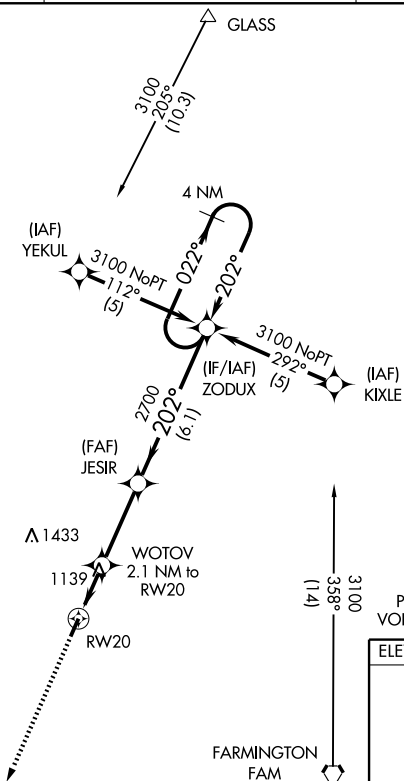 GLASS
3100
205°
(10.3)
4 NM
(IAF)
YEKUL
3100 NoPT
112°
(5)
022°
202°
3100 NoPT
292°
(5)
(IF/IAF)
ZODUX
(IAF)
KIXLE
2700
202°
(6.1)
(FAF)
JESIR
1433
WOTOV
2.1 NM to
RW20
1139
RW20
3100
358°
(14)
P
VO
ELE
FARMINGTON
FAM